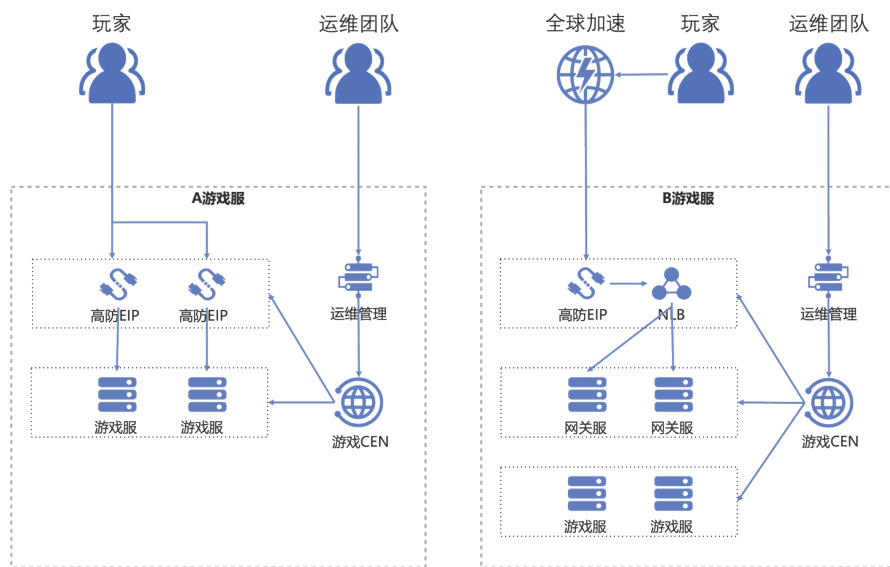 玩家
运维团队
全球加速
玩家
运维团队
A游戏服
B游戏服
高防EIP
高防EIP
运维管理
高防EIP
NLB
运维管理
游戏服
游戏服
游戏CEN
网关服
网关服
游戏CEN
游戏服
游戏服